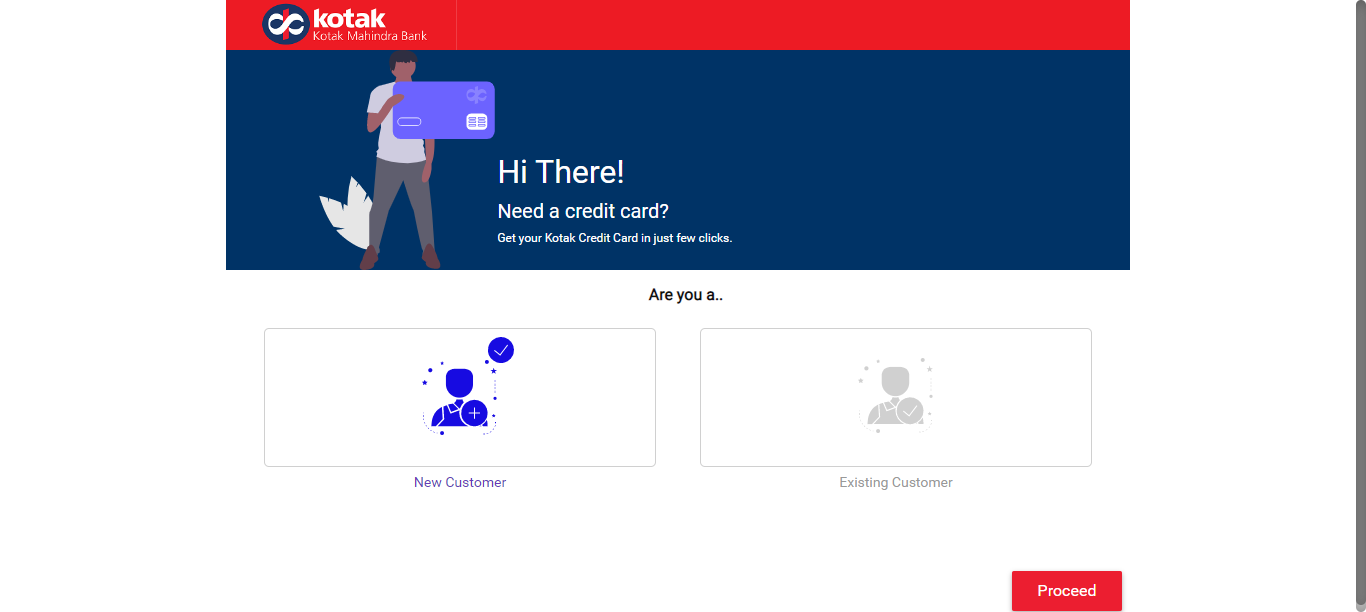 kotak
Kotak Mahindra Bank
Hi There!
Need a credit card?
Get your Kotak Credit Card in just few clicks.
Are you a..
New Customer
Existing Customer
Proceed